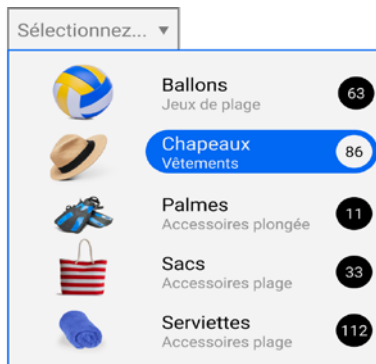 Sélectionnez...
Ballons
Jeux de plage
63
Chapeaux
Vêtements
86
Palmes
Accessoires plongée
11
Sacs
Accessoires plage
33
Serviettes
Accessoires plage
112